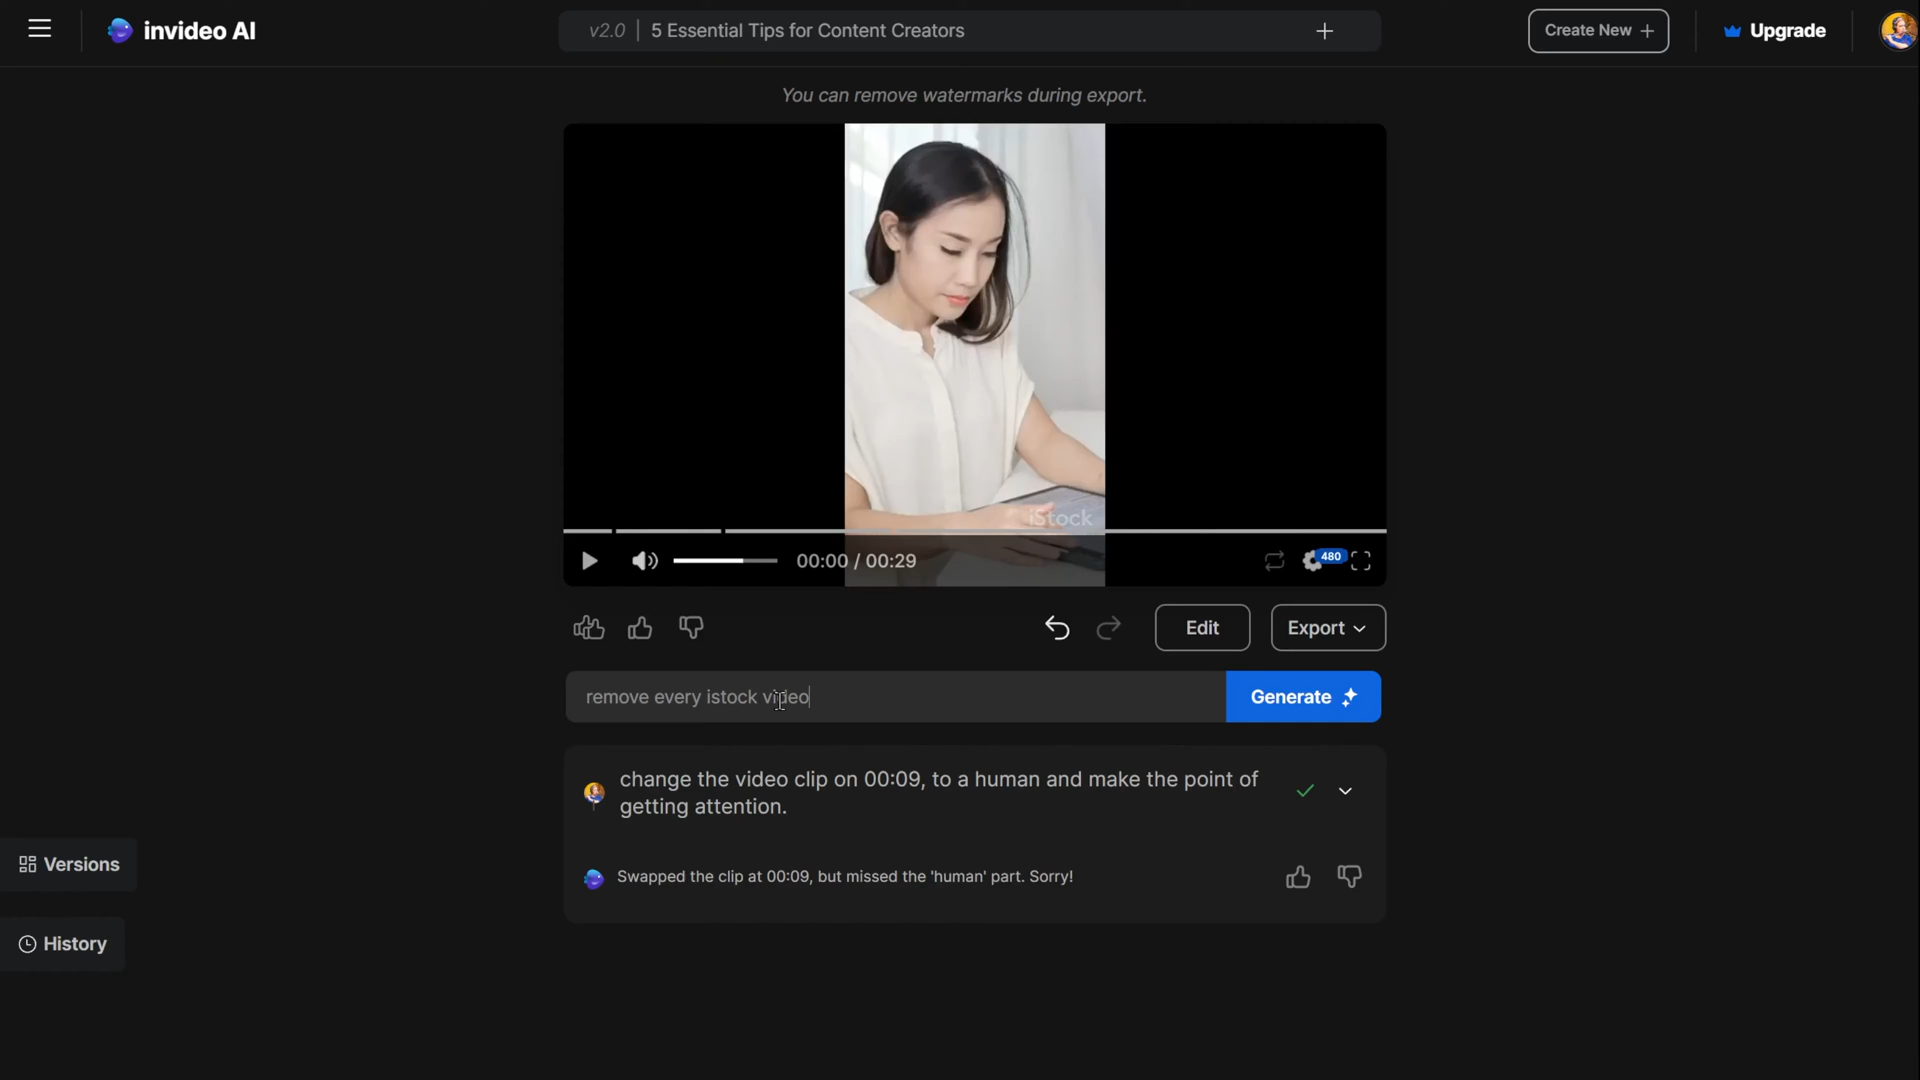 invideo AI
v2.0 | 5 Essential Tips for Content Creators
Create New +
Upgrade
You can remove watermarks during export.
iStock
00:00 / 00:29
480
Edit
Export
remove every istock video
Generate
change the video clip on 00:09, to a human and make the point of
getting attention.
Swapped the clip at 00:09, but missed the 'human' part. Sorry!
Versions
History